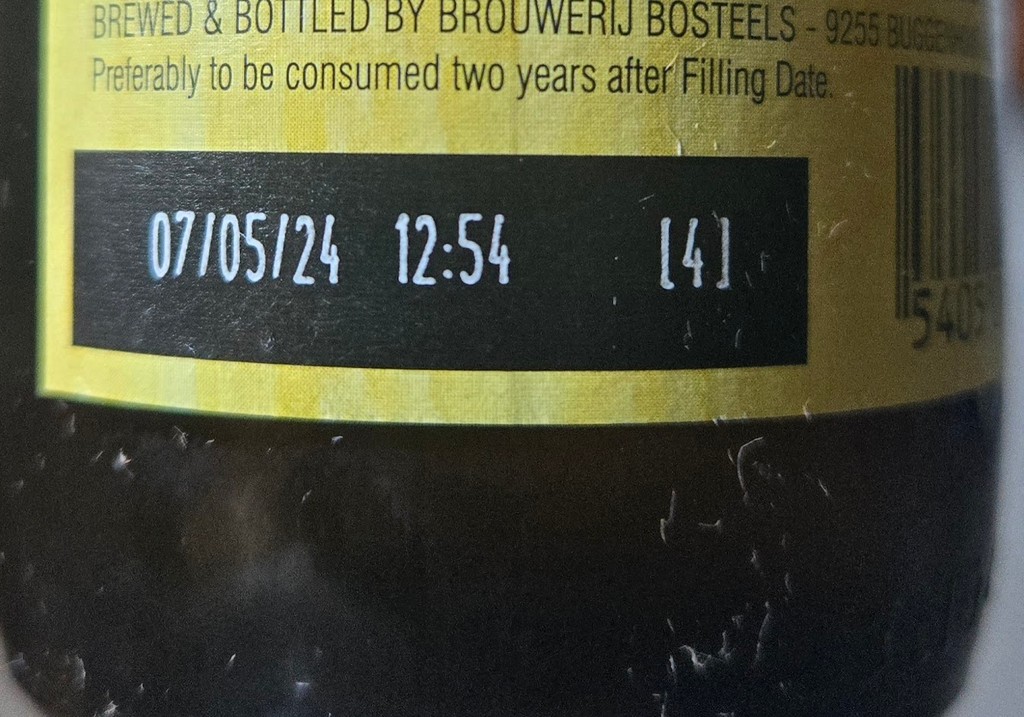 BREWED & BOTTLED BY BROUWERIJ BOSTEELS - 9255
Preferably to be consumed two years after Filling Date.
07/05/24 12:54 [4]
5405